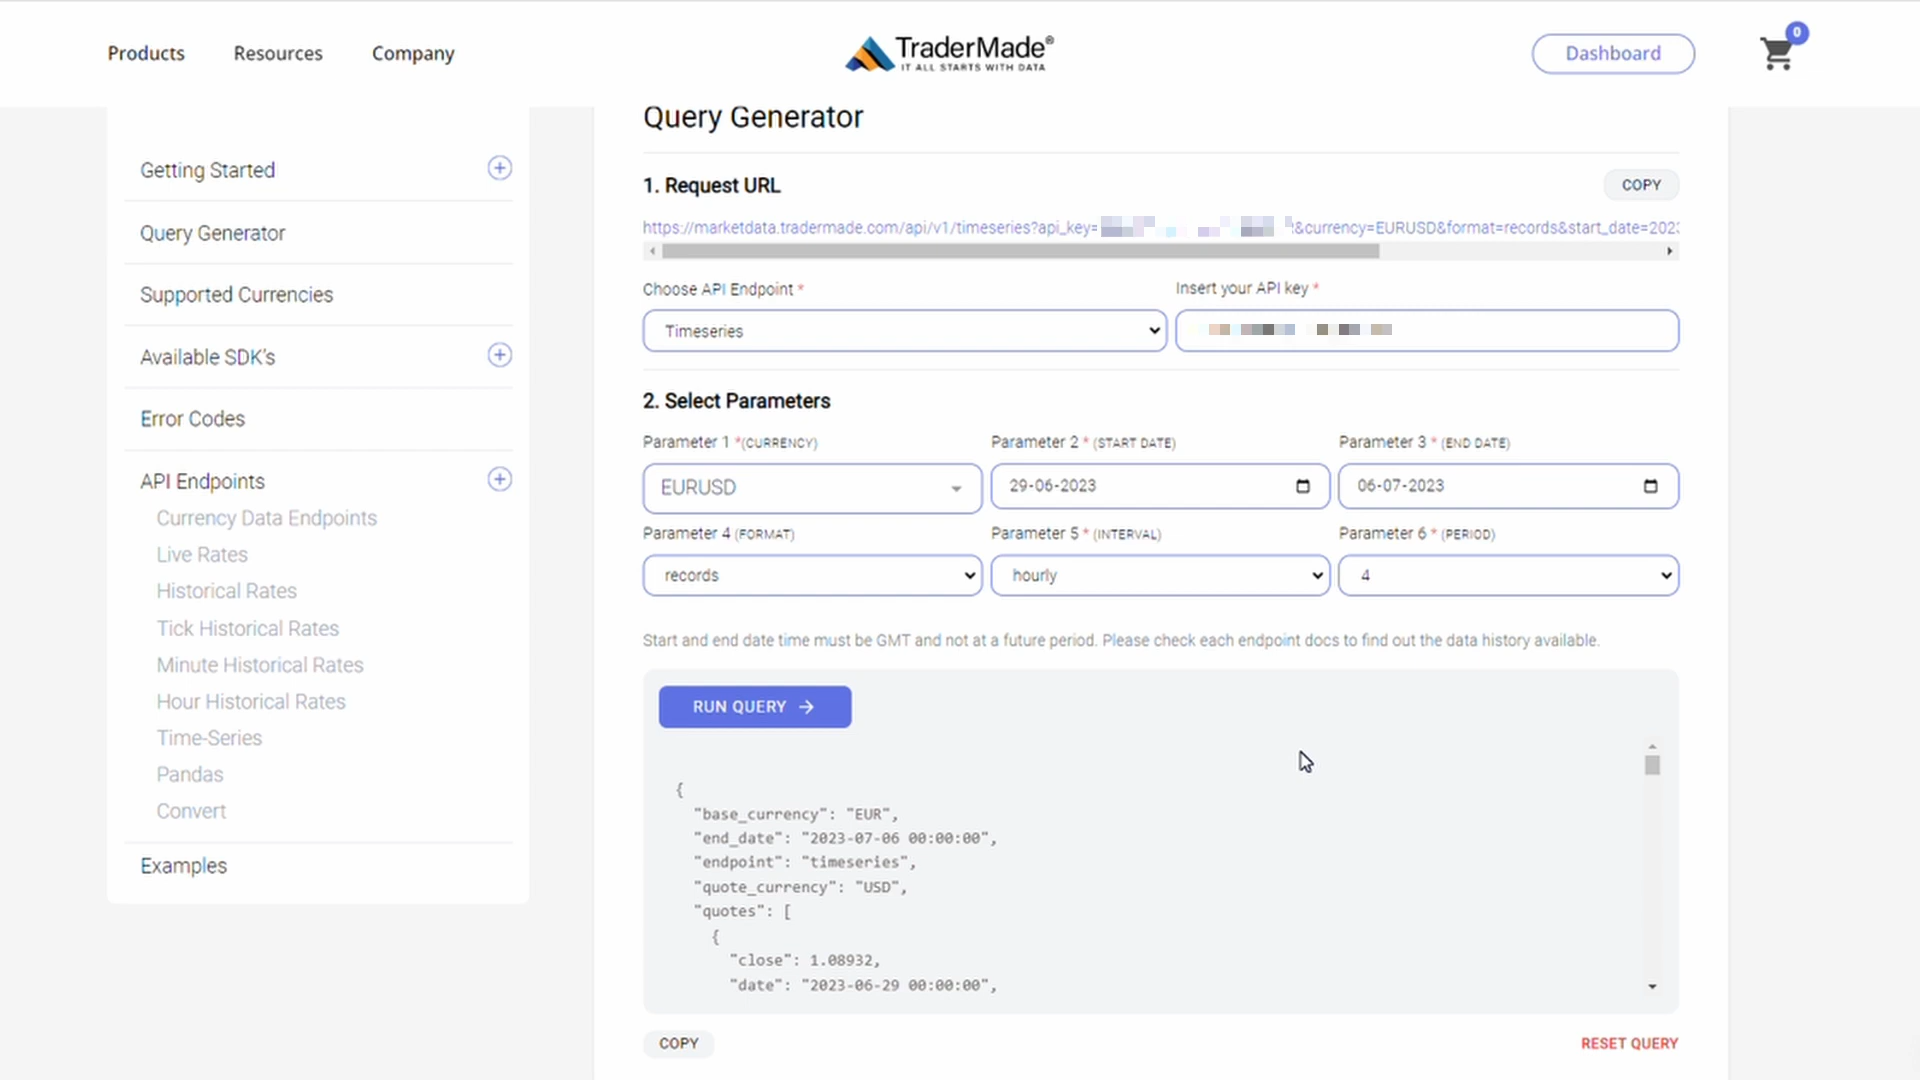 Products
Resources
Company
TraderMade®
IT ALL STARTS WITH DATA
Dashboard
0
Getting Started
Query Generator
Supported Currencies
Available SDK's
Error Codes
API Endpoints
Currency Data Endpoints
Live Rates
Historical Rates
Tick Historical Rates
Minute Historical Rates
Hour Historical Rates
Time-Series
Pandas
Convert
Examples
Query Generator
1. Request URL
COPY
https://marketdata.tradermade.com/api/v1/timeseries?api_key=
&currency=EURUSD&format=records&start_date=202
Choose API Endpoint *
Insert your API key *
Timeseries
2. Select Parameters
Parameter 1 *(CURRENCY)
Parameter 2 * (START DATE)
Parameter 3 * (END DATE)
EURUSD
29-06-2023
06-07-2023
Parameter 4 (FORMAT)
Parameter 5 * (INTERVAL)
Parameter 6 * (PERIOD)
records
hourly
4
Start and end date time must be GMT and not at a future period. Please check each endpoint docs to find out the data history available.
RUN QUERY →
{
"base_currency": "EUR",
"end_date": "2023-07-06 00:00:00",
"endpoint": "timeseries",
"quote_currency": "USD",
"quotes": [
{
"close": 1.08932,
"date": "2023-06-29 00:00:00",
COPY
RESET QUERY